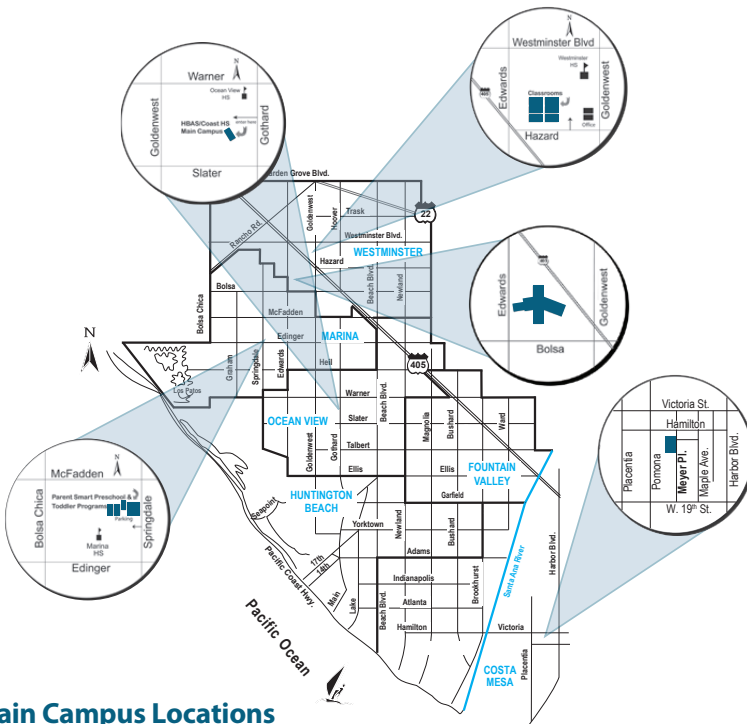 Westminster Blvd
Westminster
HS
Edwards
Classrooms
Goldenwest
405
Office
Hazard
Warner
N
Ocean View
HS
Goldenwest
HBAS/Coast HS
Main Campus
enter here
Gothard
Slater
arden Grove Blvd.
Goldenwest
Hoover
Trask
22
Rancho Rd.
Westminster Blvd.
WESTMINSTER
Hazard
Beach Blvd.
Newland
Bolsa
Bolsa Chica
McFadden
Edinger
MARINA
Graham
Springdale
Edwards
Heil
405
Los Patos
N
Edwards
Goldenwest
Bolsa
Warner
Beach Blvd.
OCEAN VIEW
Slater
Magnolia
Bushard
Ward
Goldenwest
Gothard
Talbert
Ellis
Ellis
FOUNTAIN
VALLEY
HUNTINGTON
BEACH
Garfield
Seapoint
Yorktown
Newland
Bushard
17th
14th
Adams
Pacific Coast Hwy.
Indianapolis
Brookhurst
Santa Ana River
Harbor Blvd.
Main
Lake
Beach Blvd.
Atlanta
Hamilton
Victoria
Pacific Ocean
Placentia
COSTA
MESA
McFadden
N
Bolsa Chica
Parent Smart Preschool &
Toddler Programs
Parking
Springdale
Marina
HS
Edinger
Victoria St.
Hamilton
Placentia
Pomona
Meyer Pl.
Maple Ave.
Harbor Blvd.
W. 19th St.
ain Campus Locations